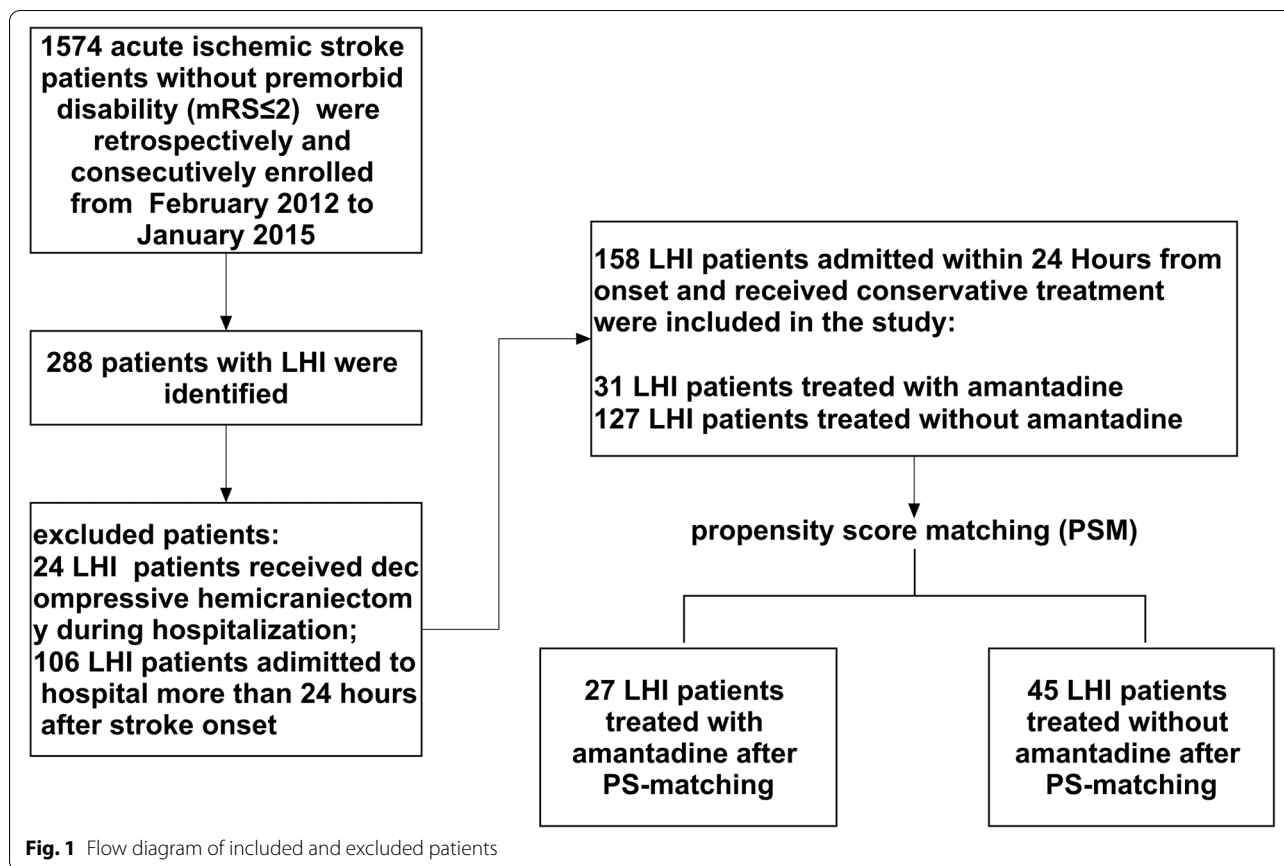 1574 acute ischemic stroke
patients without premorbid
disability (mRS≤2) were
retrospectively and
consecutively enrolled
from February 2012 to
January 2015
288 patients with LHI were
identified
excluded patients:
24 LHI patients received dec
ompressive hemicraniectom
y during hospitalization;
106 LHI patients adimitted to
hospital more than 24 hours
after stroke onset
158 LHI patients admitted within 24 Hours from
onset and received conservative treatment
were included in the study:
31 LHI patients treated with amantadine
127 LHI patients treated without amantadine
propensity score matching (PSM)
27 LHI patients
treated with
amantadine after
PS-matching
45 LHI patients
treated without
amantadine after
PS-matching
Fig. 1 Flow diagram of included and excluded patients